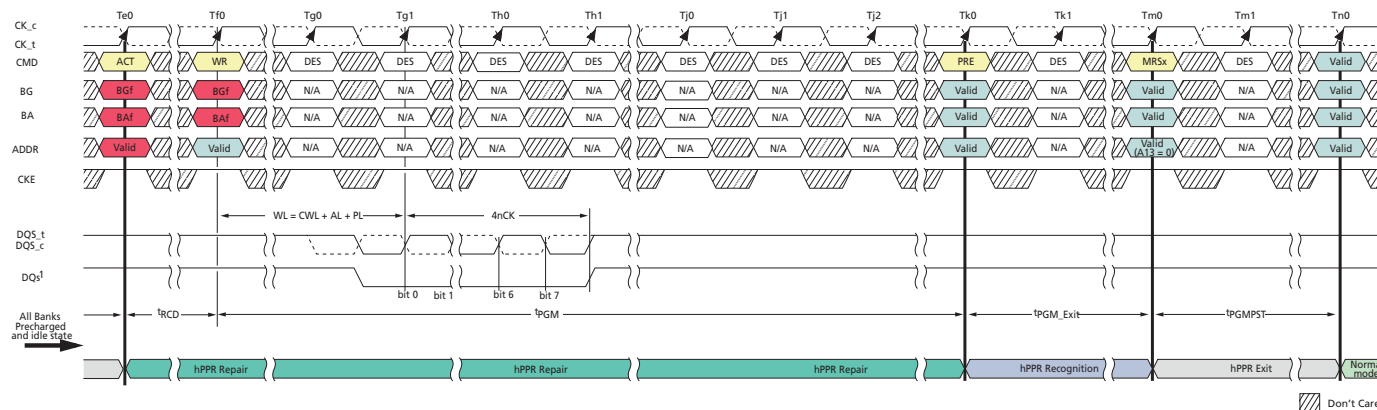 Te0 Tf0 Tg0 Tg1 Th0 Th1 Tj0 Tj1 Tj2 Tk0 Tk1 Tm0 Tm1 Tn0
CK_c
CK_t
CMD ACT WR DES DES DES DES DES DES DES PRE DES MRSx DES Valid
BG BGf BGf N/A N/A N/A N/A N/A N/A N/A Valid N/A Valid N/A Valid
BA BAf BAf N/A N/A N/A N/A N/A N/A N/A Valid N/A Valid N/A Valid
ADDR Valid Valid N/A N/A N/A N/A N/A N/A N/A Valid N/A Valid (A13 = 0) N/A Valid
CKE
WL = CWL + AL + PL 4nCK
DQS_t
DQS_c
DQs1
bit 0 bit 1 bit 6 bit 7
All Banks
Precharged
and idle state
tRCD tPGM tPGM_Exit tPGMPST
hPPR Repair hPPR Repair hPPR Repair hPPR Recognition hPPR Exit
mode
Don't Care